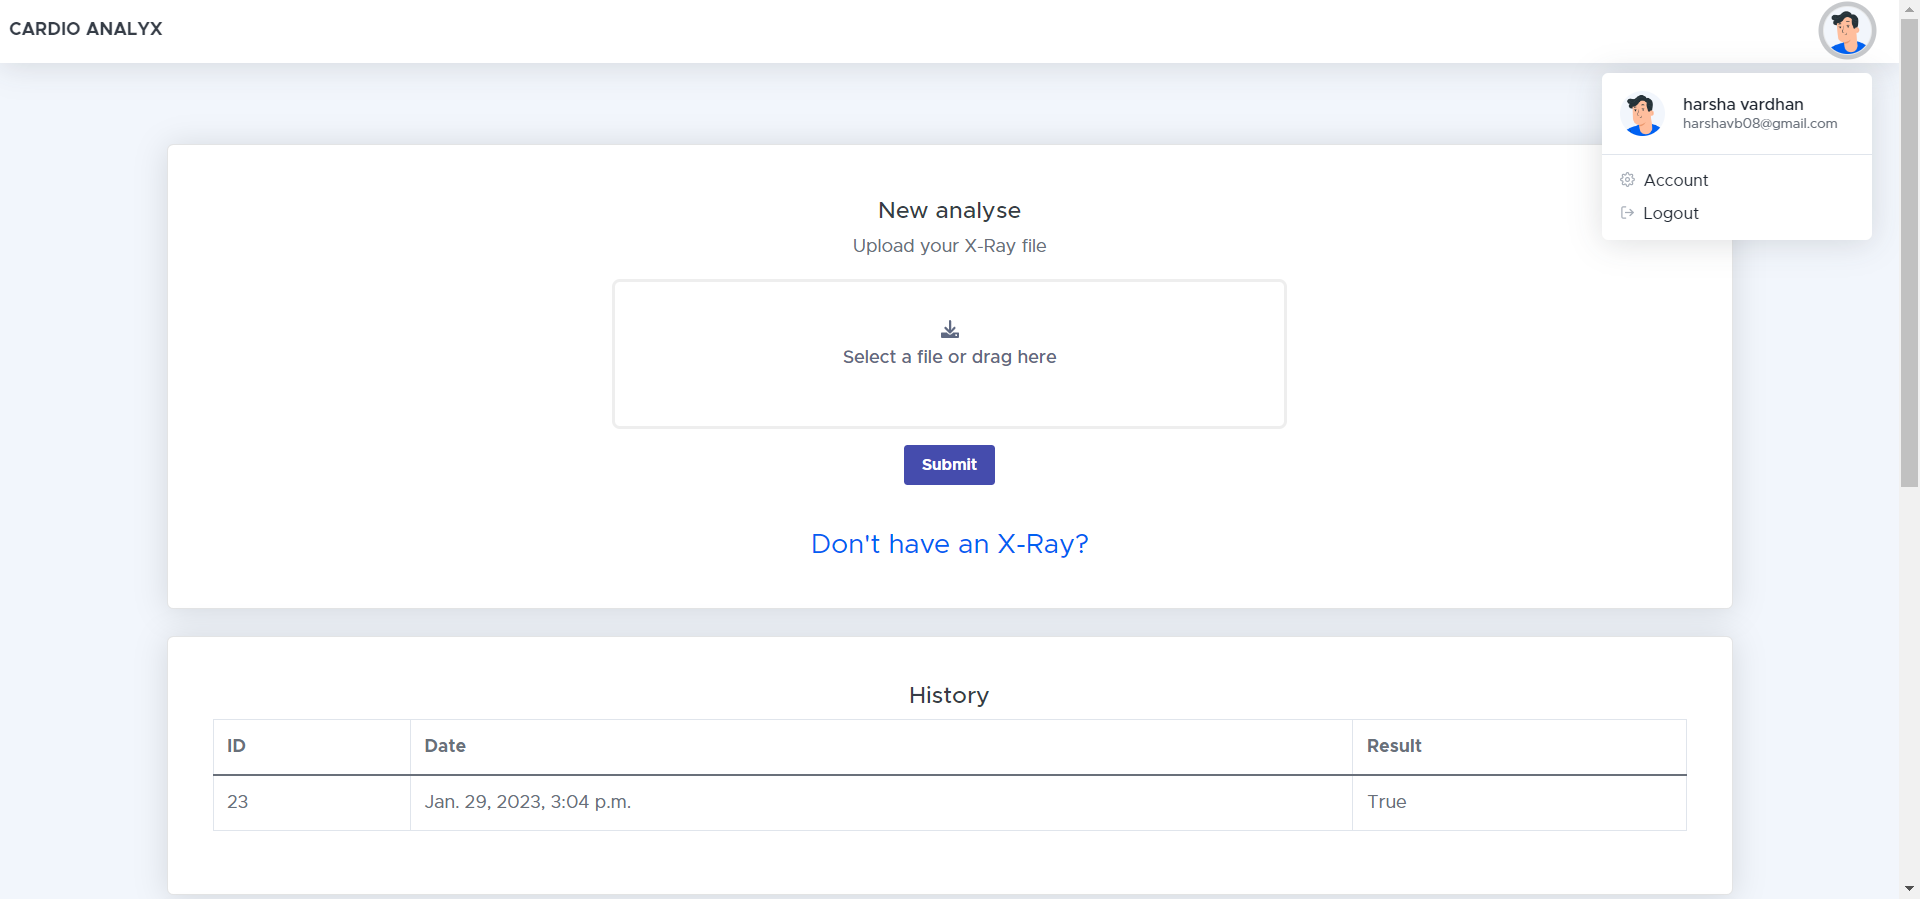 CARDIO ANALYX
harsha vardhan
harshavb08@gmail.com
Account
Logout
New analyse
Upload your X-Ray file
Select a file or drag here
Submit
Don't have an X-Ray?
History
ID Date Result
23 Jan. 29, 2023, 3:04 p.m. True